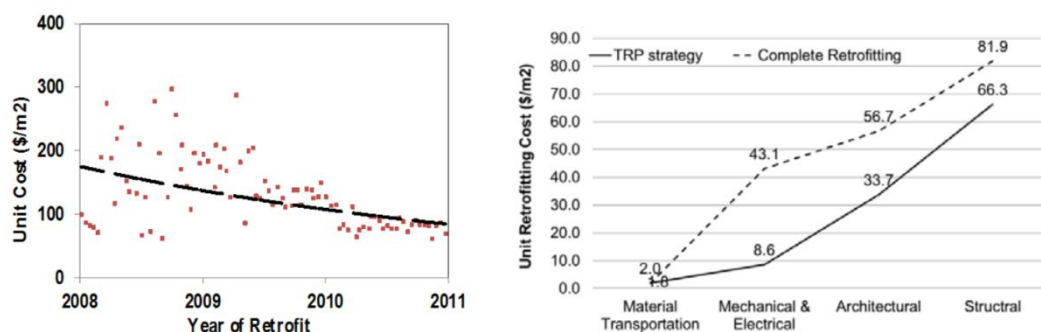 400
300
200
100
0
Unit Cost ($/m2)
2008
2009
2010
2011
Year of Retrofit
90.0
80.0
70.0
60.0
50.0
40.0
30.0
20.0
10.0
0.0
Unit Retrofitting Cost ($/m2)
TRP strategy
Complete Retrofitting
81.9
66.3
56.7
43.1
33.7
8.6
2.0
1.8
Material
Transportation
Mechanical &
Electrical
Architectural
Structral